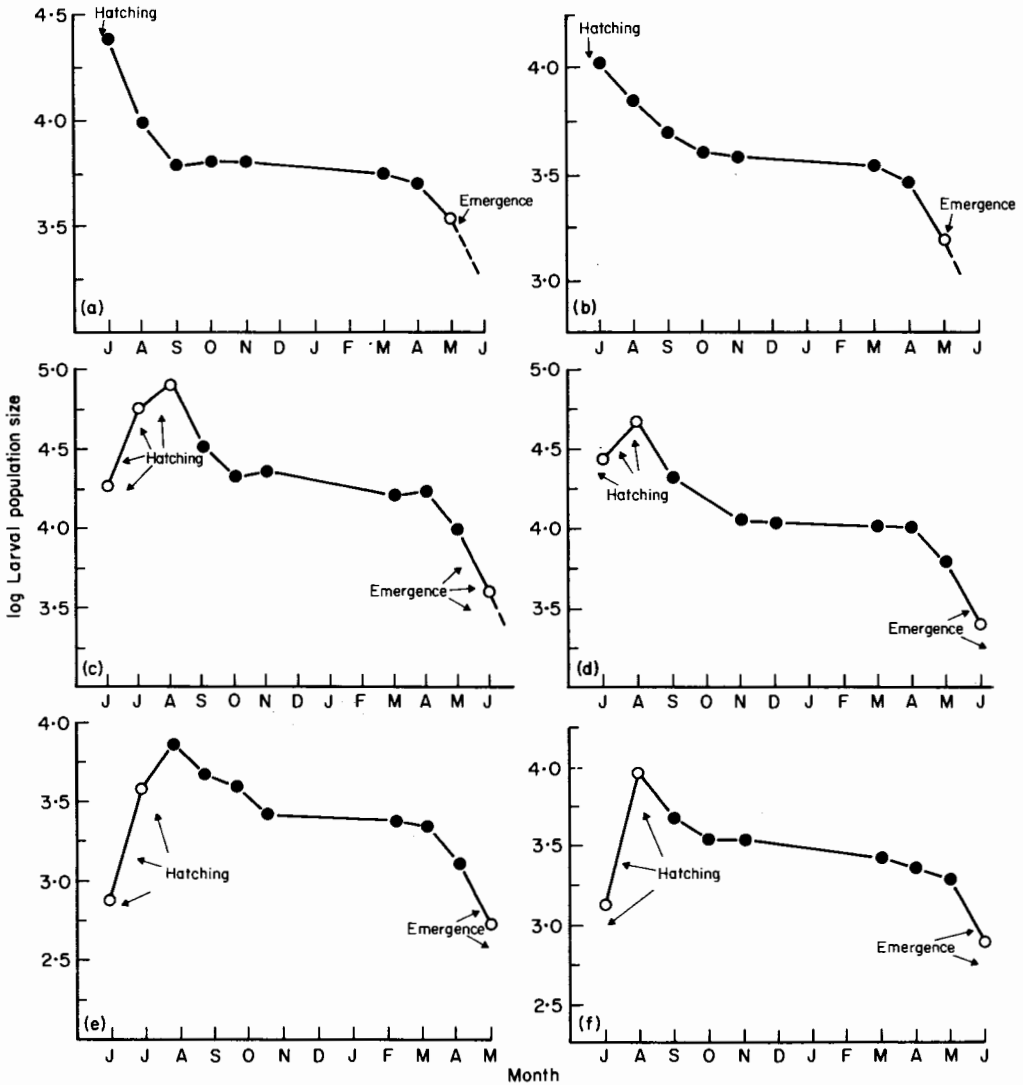 4·5
Hatching
4·0
3·5
Emergence
(a)
J A S O N D J F M A M J
Hatching
4·0
3·5
Emergence
3·0
(b)
J A S O N D J F M A M J
log Larval population size
5·0
4·5
Hatching
4·0
Emergence
3·5
(c)
J J A S O N D J F M A M J
5·0
4·5
Hatching
4·0
3·5
Emergence
(d)
J A S O N D J F M A M J
4·0
3·5
3·0
Hatching
Emergence
2·5
(e)
J J A S O N D J F M A M
4·0
3·5
Hatching
3·0
Emergence
2·5
(f)
J A S O N D J F M A M J
Month